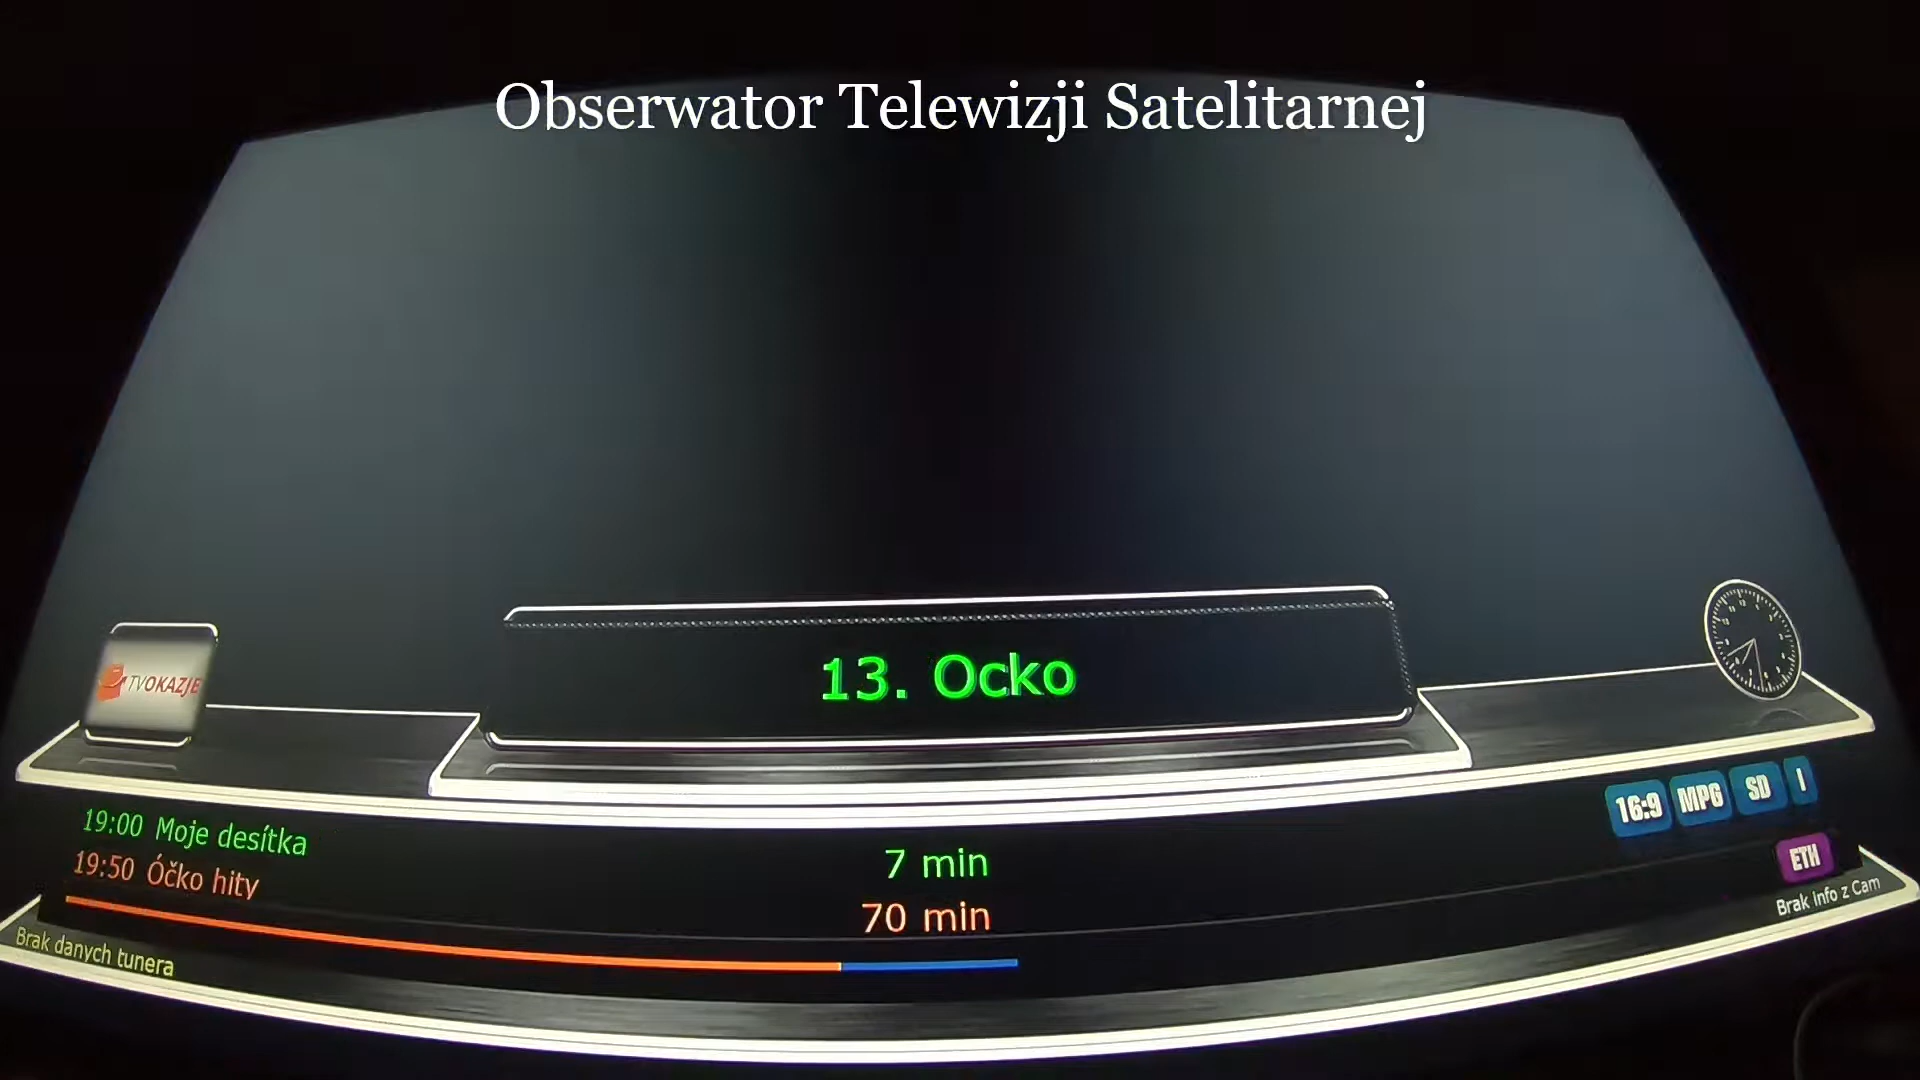 Obserwator Telewizji Satelitarnej
TVOKAZJE
13. Ocko
16:9 MPG SD I
19:00 Moje desítka
7 min
ETH
19:50 Óčko hity
70 min
Brak info z Cam
Brak danych tunera